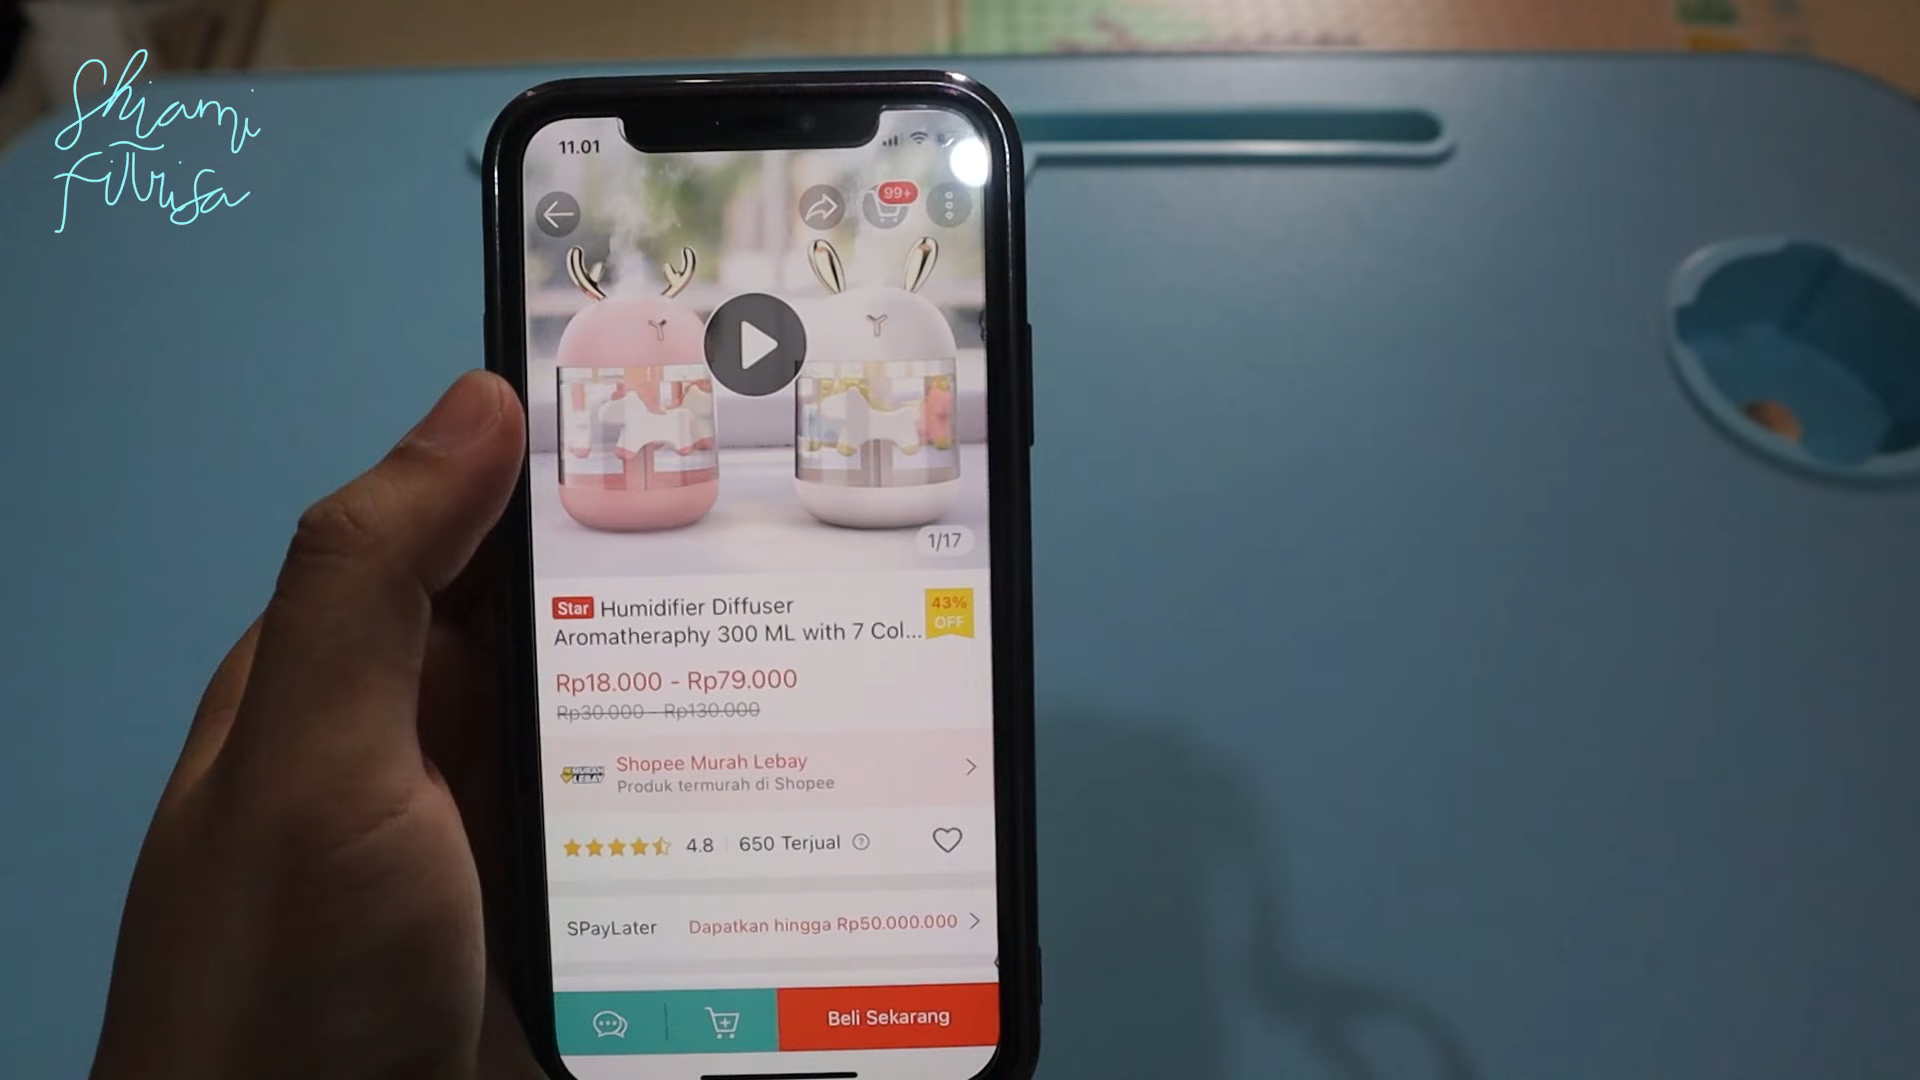 Shiami
Fitrisa
11.01
99+
1/17
Star Humidifier Diffuser
Aromatheraphy 300 ML with 7 Col...
43%
OFF
Rp18.000 - Rp79.000
Rp30.000 - Rp130.000
MURAH
LEBAY
Shopee Murah Lebay
Produk termurah di Shopee
4.8
650 Terjual
SPayLater
Dapatkan hingga Rp50.000.000
Beli Sekarang